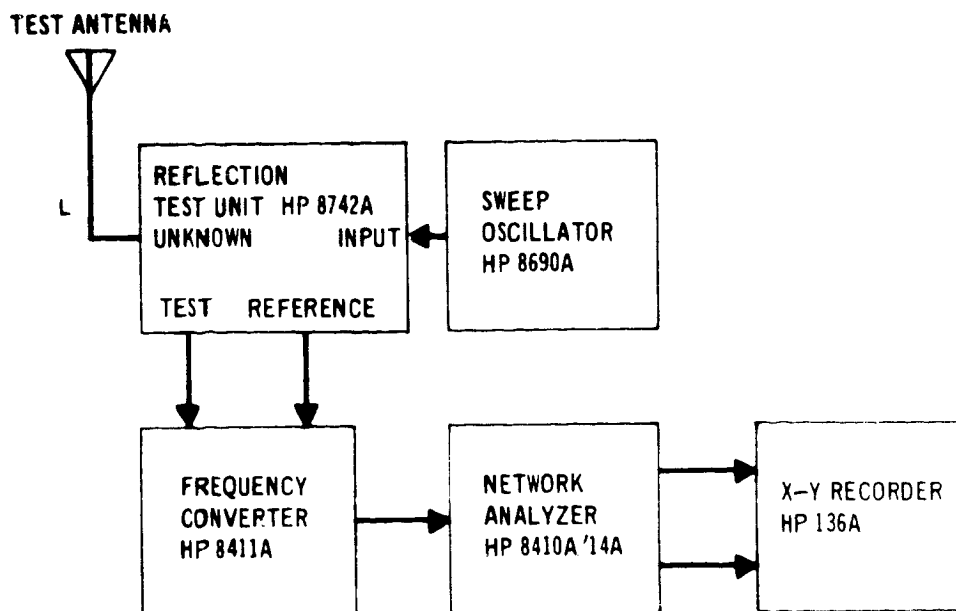 TEST ANTENNA
L
REFLECTION
TEST UNIT HP 8742A
UNKNOWN INPUT
TEST REFERENCE
SWEEP
OSCILLATOR
HP 8690A
FREQUENCY
CONVERTER
HP 8411A
NETWORK
ANALYZER
HP 8410A'14A
X-Y RECORDER
HP 136A